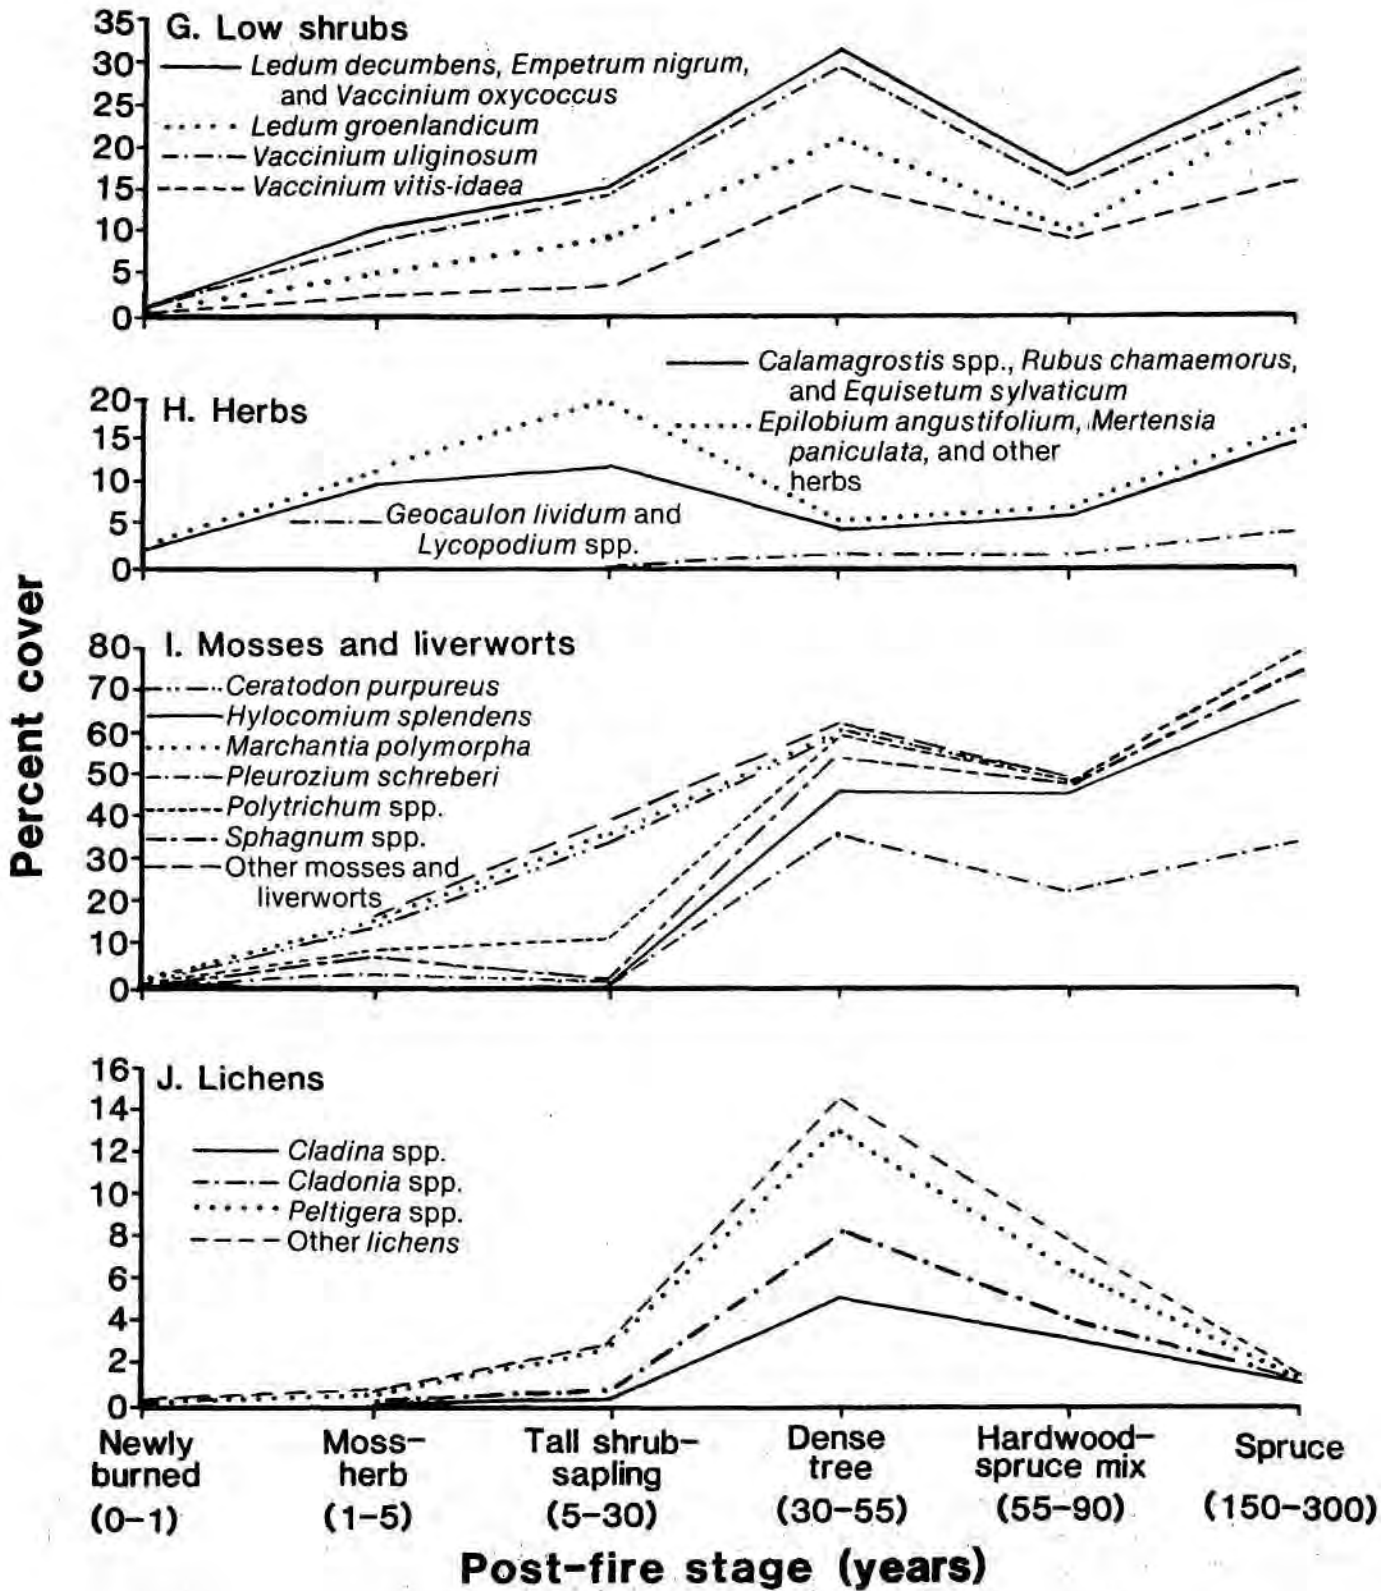 Percent cover
G. Low shrubs
35
30
25
20
15
10
5
0
Ledum decumbens, Empetrum nigrum,
and Vaccinium oxycoccus
Ledum groenlandicum
Vaccinium uliginosum
Vaccinium vitis-idaea
H. Herbs
20
15
10
5
0
Calamagrostis spp., Rubus chamaemorus,
and Equisetum sylvaticum
Epilobium angustifolium, Mertensia
paniculata, and other
herbs
Geocaulon lividum and
Lycopodium spp.
I. Mosses and liverworts
80
70
60
50
40
30
20
10
0
Ceratodon purpureus
Hylocomium splendens
Marchantia polymorpha
Pleurozium schreberi
Polytrichum spp.
Sphagnum spp.
Other mosses and
liverworts
J. Lichens
16
14
12
10
8
6
4
2
0
Cladina spp.
Cladonia spp.
Peltigera spp.
Other lichens
Newly
burned
(0–1)
Moss–
herb
(1–5)
Tall shrub–
sapling
(5–30)
Dense
tree
(30–55)
Hardwood–
spruce mix
(55–90)
Spruce
(150–300)
Post–fire stage (years)